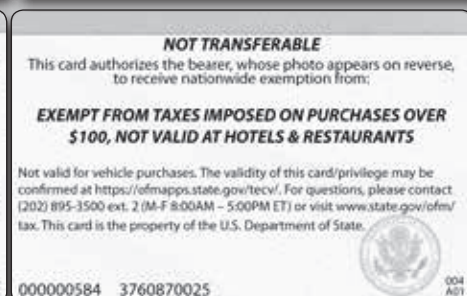 NOT TRANSFERABLE
This card authorizes the bearer, whose photo appears on reverse,
to receive nationwide exemption from:
EXEMPT FROM TAXES IMPOSED ON PURCHASES OVER
$100, NOT VALID AT HOTELS & RESTAURANTS
Not valid for vehicle purchases. The validity of this card/privilege may be
confirmed at https://ofmapps.state.gov/tecv/. For questions, please contact
(202) 895-3500 ext. 2 (M-F 8:00AM – 5:00PM ET) or visit www.state.gov/ofm/
tax. This card is the property of the U.S. Department of State.
000000584 3760870025
004
A01